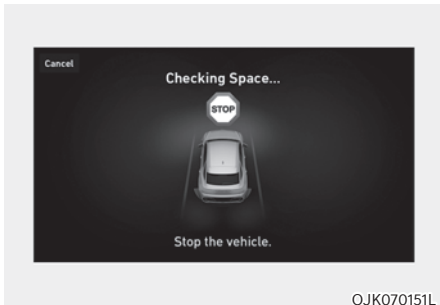 Cancel
Checking Space...
STOP
Stop the vehicle.
OJK070151L